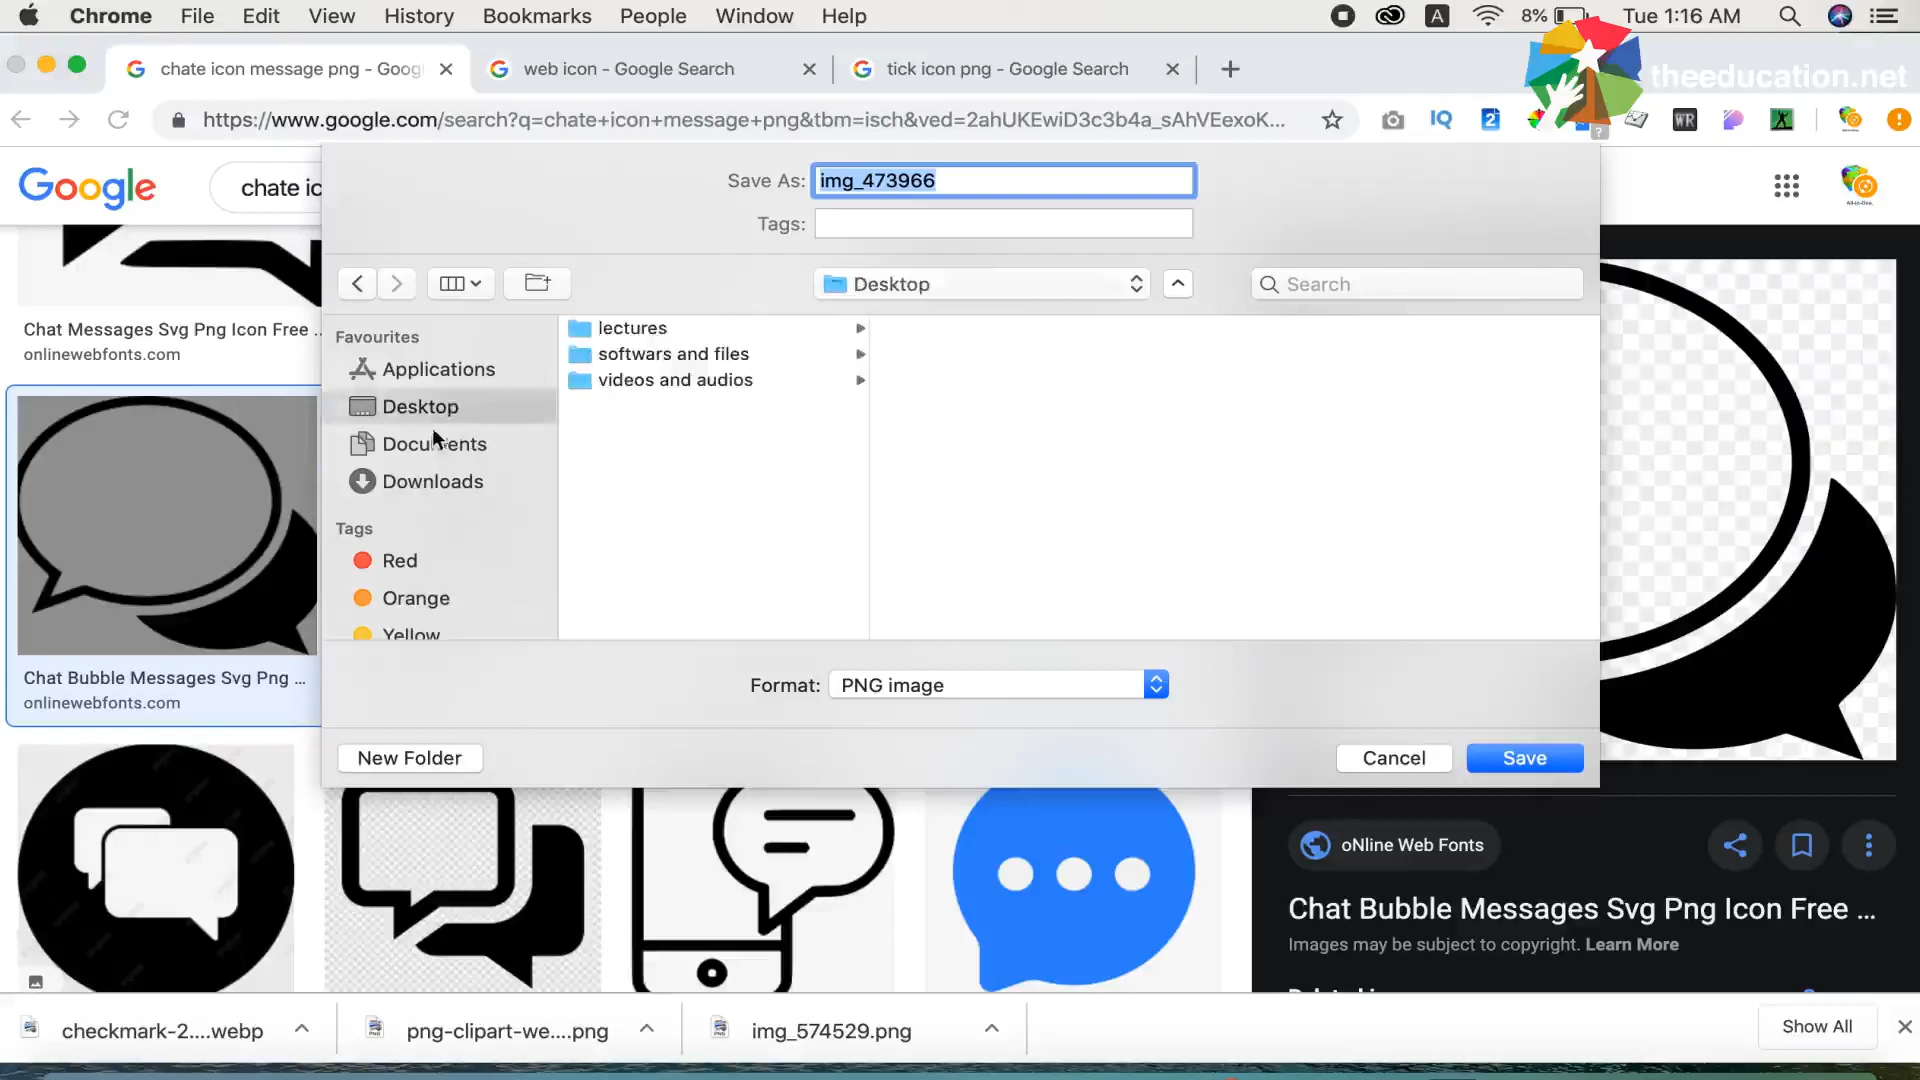 Chrome File Edit View History Bookmarks People Window Help
A 8% Tue 1:16 AM
theeducation.net
chate icon message png - Goog
web icon - Google Search
tick icon png - Google Search
https://www.google.com/search?q=chate+icon+message+png&tbm=isch&ved=2ahUKEwiD3c3b4a_sAhVEexoK...
IQ
2
WR
Google
chate ic
Save As: img_473966
Tags:
Desktop
Search
Favourites
Applications
Desktop
Documents
Downloads
Tags
Red
Orange
Yellow
lectures
softwars and files
videos and audios
Format: PNG image
New Folder
Cancel
Save
Chat Messages Svg Png Icon Free ...
onlinewebfonts.com
Chat Bubble Messages Svg Png ...
onlinewebfonts.com
oNline Web Fonts
Chat Bubble Messages Svg Png Icon Free ...
Images may be subject to copyright. Learn More
checkmark-2....webp
png-clipart-we....png
img_574529.png
Show All